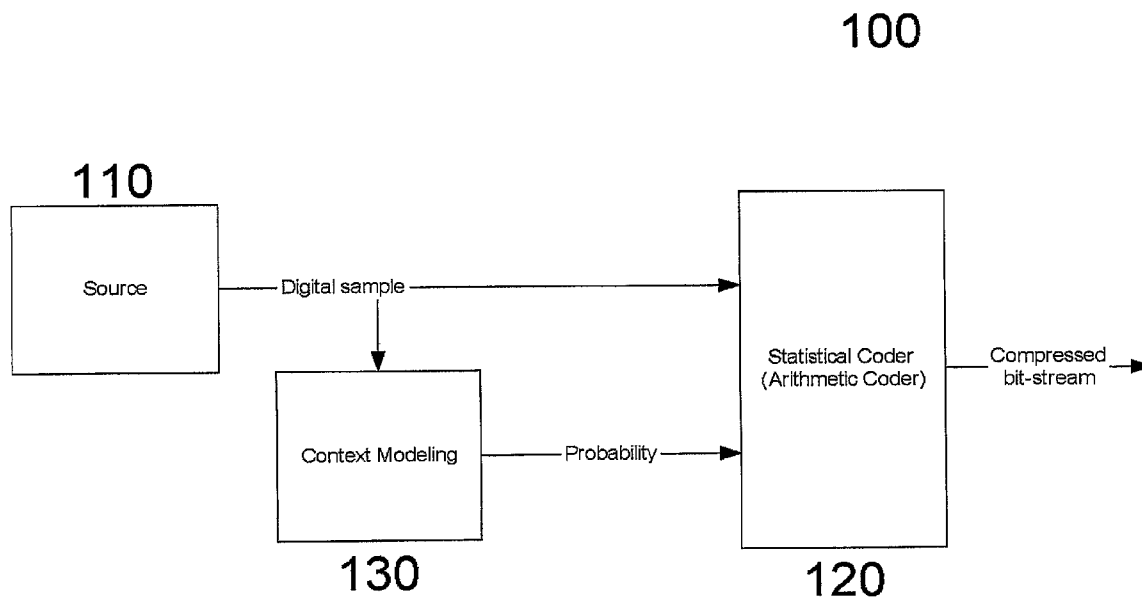 100
110
Source
Digital sample
Statistical Coder
(Arithmetic Coder)
Compressed
bit-stream
Context Modeling
Probability
130
120